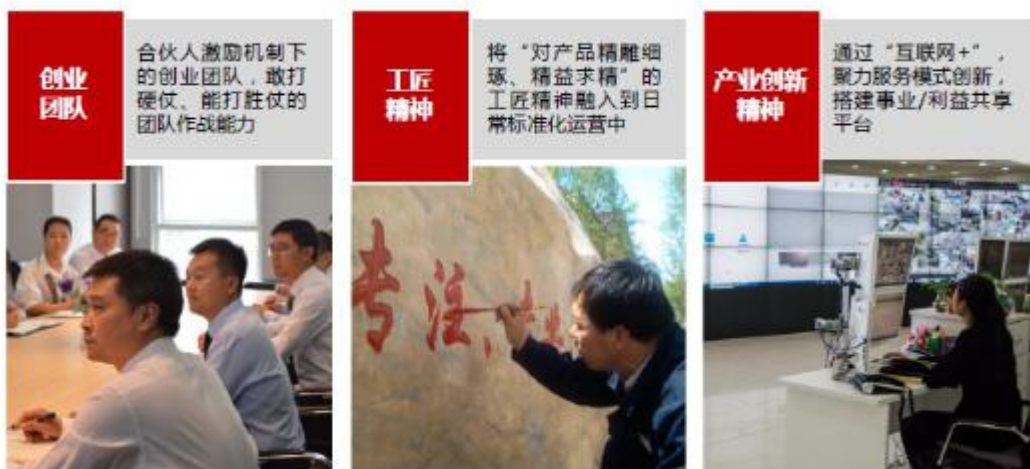 创业
团队
合伙人激励机制下
的创业团队，敢打
硬仗、能打胜仗的
团队作战能力
工匠
精神
将“对产品精雕细
琢、精益求精”的
工匠精神融入到日
常标准化运营中
产业创新
精神
通过“互联网+”，
聚力服务模式创新，
搭建事业/利益共享
平台
专注、专业